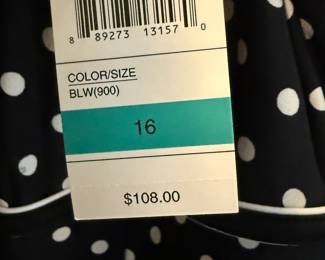 8 89273 13157 0
COLOR/SIZE
BLW(900)
16
$108.00